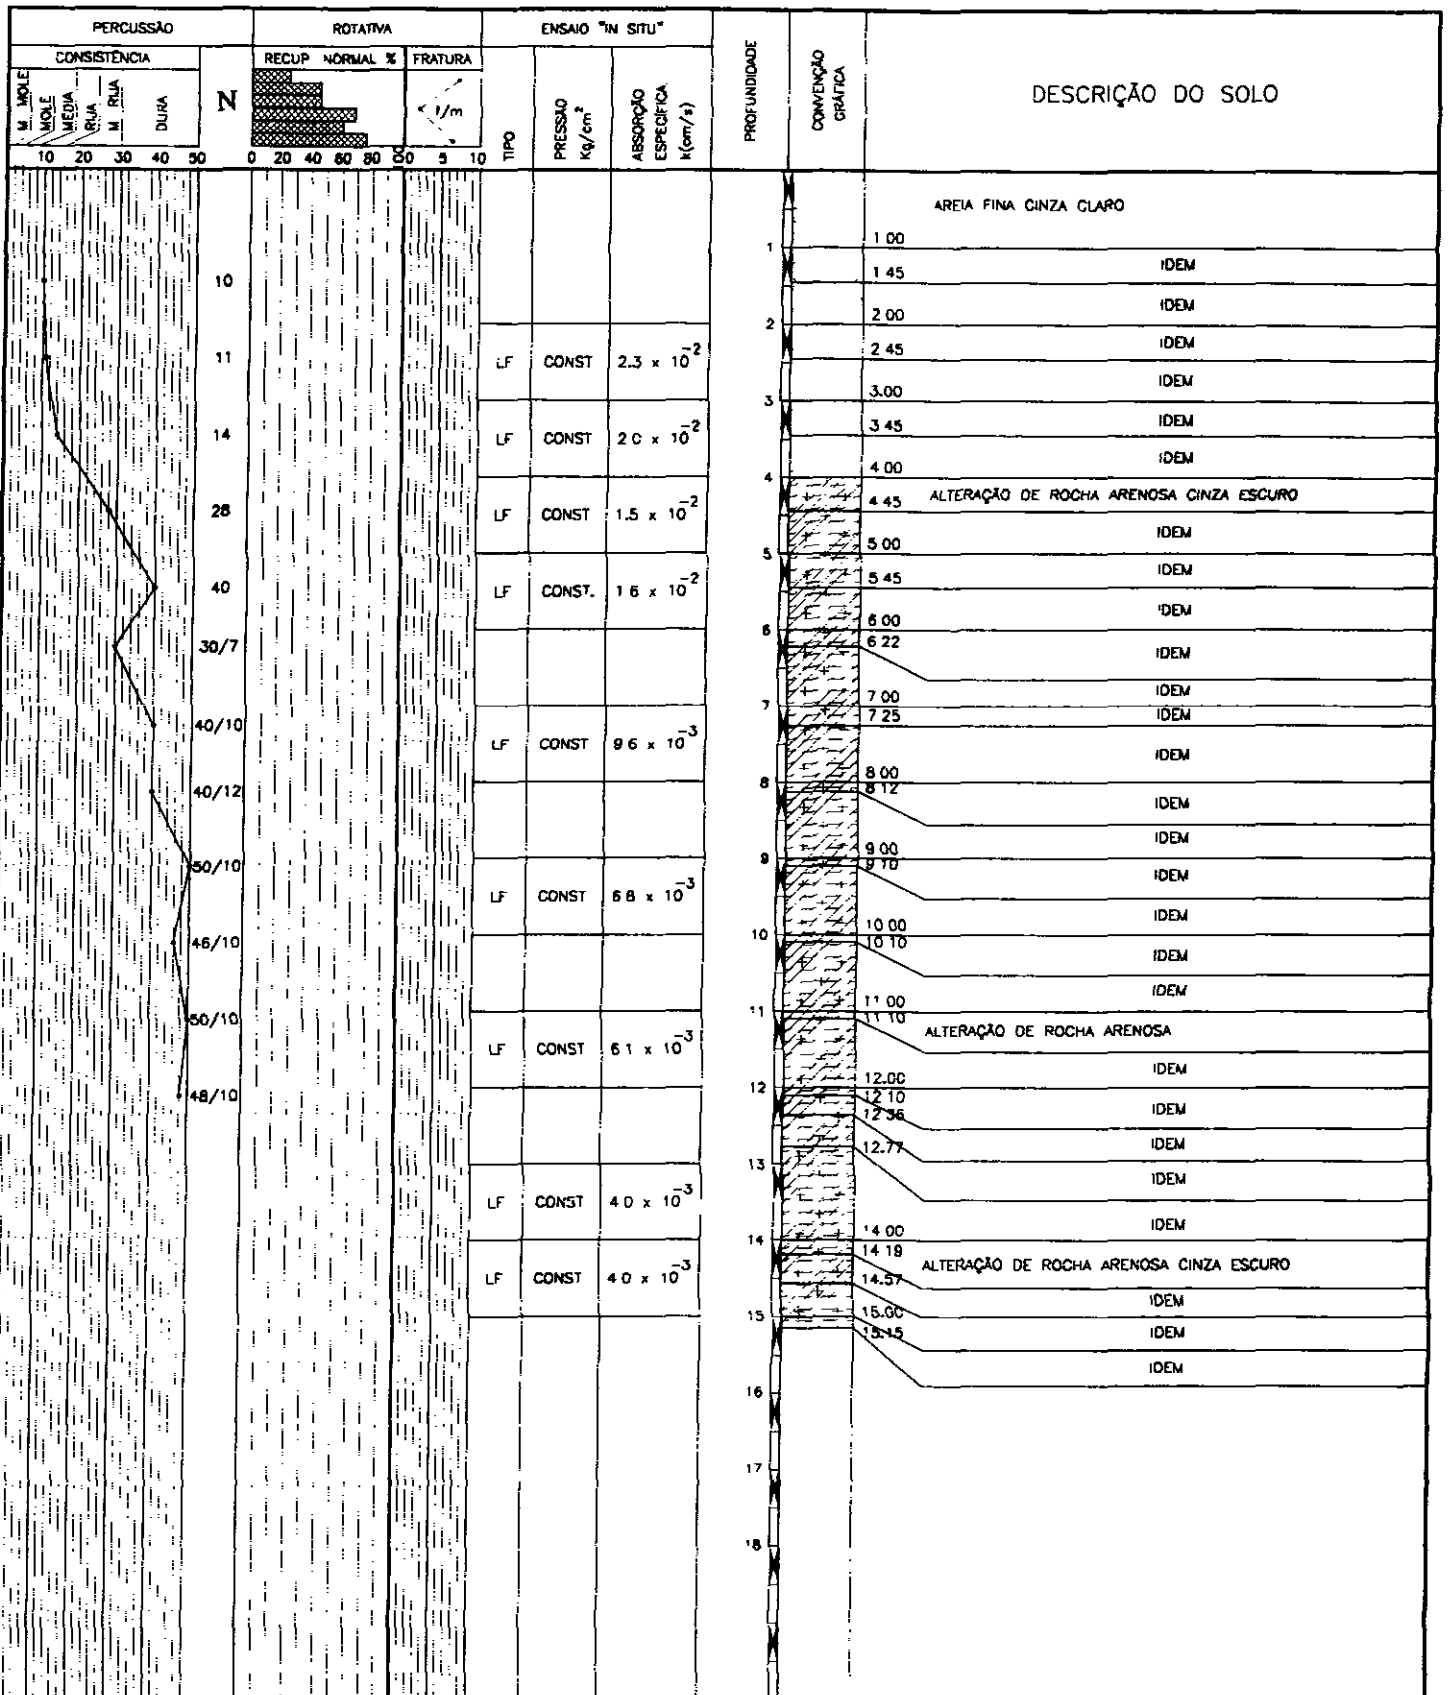 PERCUSSÃO ROTATIVA ENSAIO "IN SITU"
CONSISTÊNCIA RECUP NORMAL % FRATURA
M MOLE MOLE MÉDIA RIJA M RIJA DURA N 1/m TIPO PRESSÃO Kg/cm² ABSORÇÃO ESPECÍFICA k(cm/s) PROFUNDIDADE CONVENÇÃO GRÁFICA DESCRIÇÃO DO SOLO
10 20 30 40 50 0 20 40 60 80 0 5 10
AREIA FINA CINZA CLARO
1 1 00
10 1 45 IDEM
2 2 00 IDEM
11 LF CONST 2.3 x 10⁻² 2 45 IDEM
3 3.00 IDEM
14 LF CONST 2 0 x 10⁻² 3 45 IDEM
4 4 00 IDEM
28 LF CONST 1.5 x 10⁻² 4 45 ALTERAÇÃO DE ROCHA ARENOSA CINZA ESCURO
5 5 00 IDEM
40 LF CONST. 1 6 x 10⁻² 5 45 IDEM
6 6 00 IDEM
30/7 6 22 IDEM
7 7 00 IDEM
40/10 7 25 IDEM
LF CONST 9 6 x 10⁻³
8 8 00 IDEM
40/12 8 12 IDEM
9 9 00 IDEM
50/10 9 10 IDEM
LF CONST 6 8 x 10⁻³
10 10 00 IDEM
46/10 10 10 IDEM
11 11 00 IDEM
50/10 11 10 ALTERAÇÃO DE ROCHA ARENOSA
LF CONST 6 1 x 10⁻³
12 12.00 IDEM
48/10 12 10 IDEM
12 36 IDEM
12.77 IDEM
13
LF CONST 4 0 x 10⁻³
14 14 00 IDEM
14 19 ALTERAÇÃO DE ROCHA ARENOSA CINZA ESCURO
LF CONST 4 0 x 10⁻³
14.57 IDEM
15 15.00 IDEM
15.15 IDEM
16
17
18